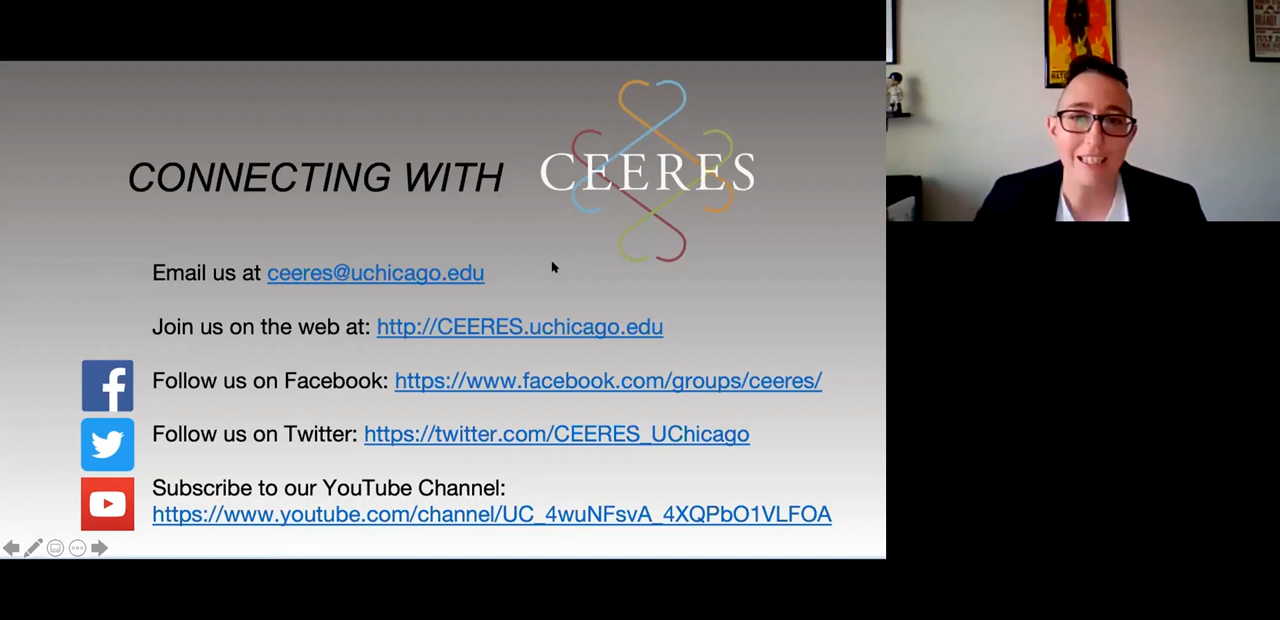 CONNECTING WITH CEERES
Email us at ceeres@uchicago.edu
Join us on the web at: http://CEERES.uchicago.edu
Follow us on Facebook: https://www.facebook.com/groups/ceeres/
Follow us on Twitter: https://twitter.com/CEERES_UChicago
Subscribe to our YouTube Channel:
https://www.youtube.com/channel/UC_4wuNFsvA_4XQPbO1VLFOA